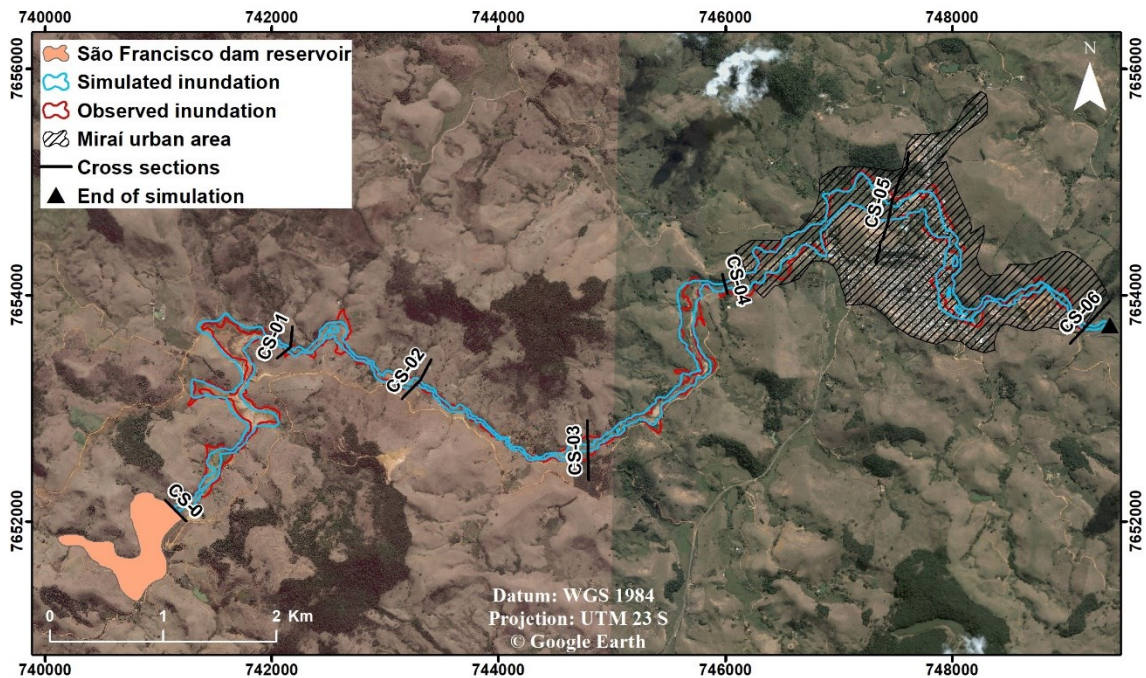 740000 742000 744000 746000 748000
7656000 7656000
N
São Francisco dam reservoir
Simulated inundation
Observed inundation
Miraí urban area
Cross sections
End of simulation
CS-05
7654000 7654000
CS-04
CS-06
CS-01
CS-02
CS-03
CS-0
7652000 7652000
Datum: WGS 1984
0 1 2 Km
Projetion: UTM 23 S
© Google Earth
740000 742000 744000 746000 748000